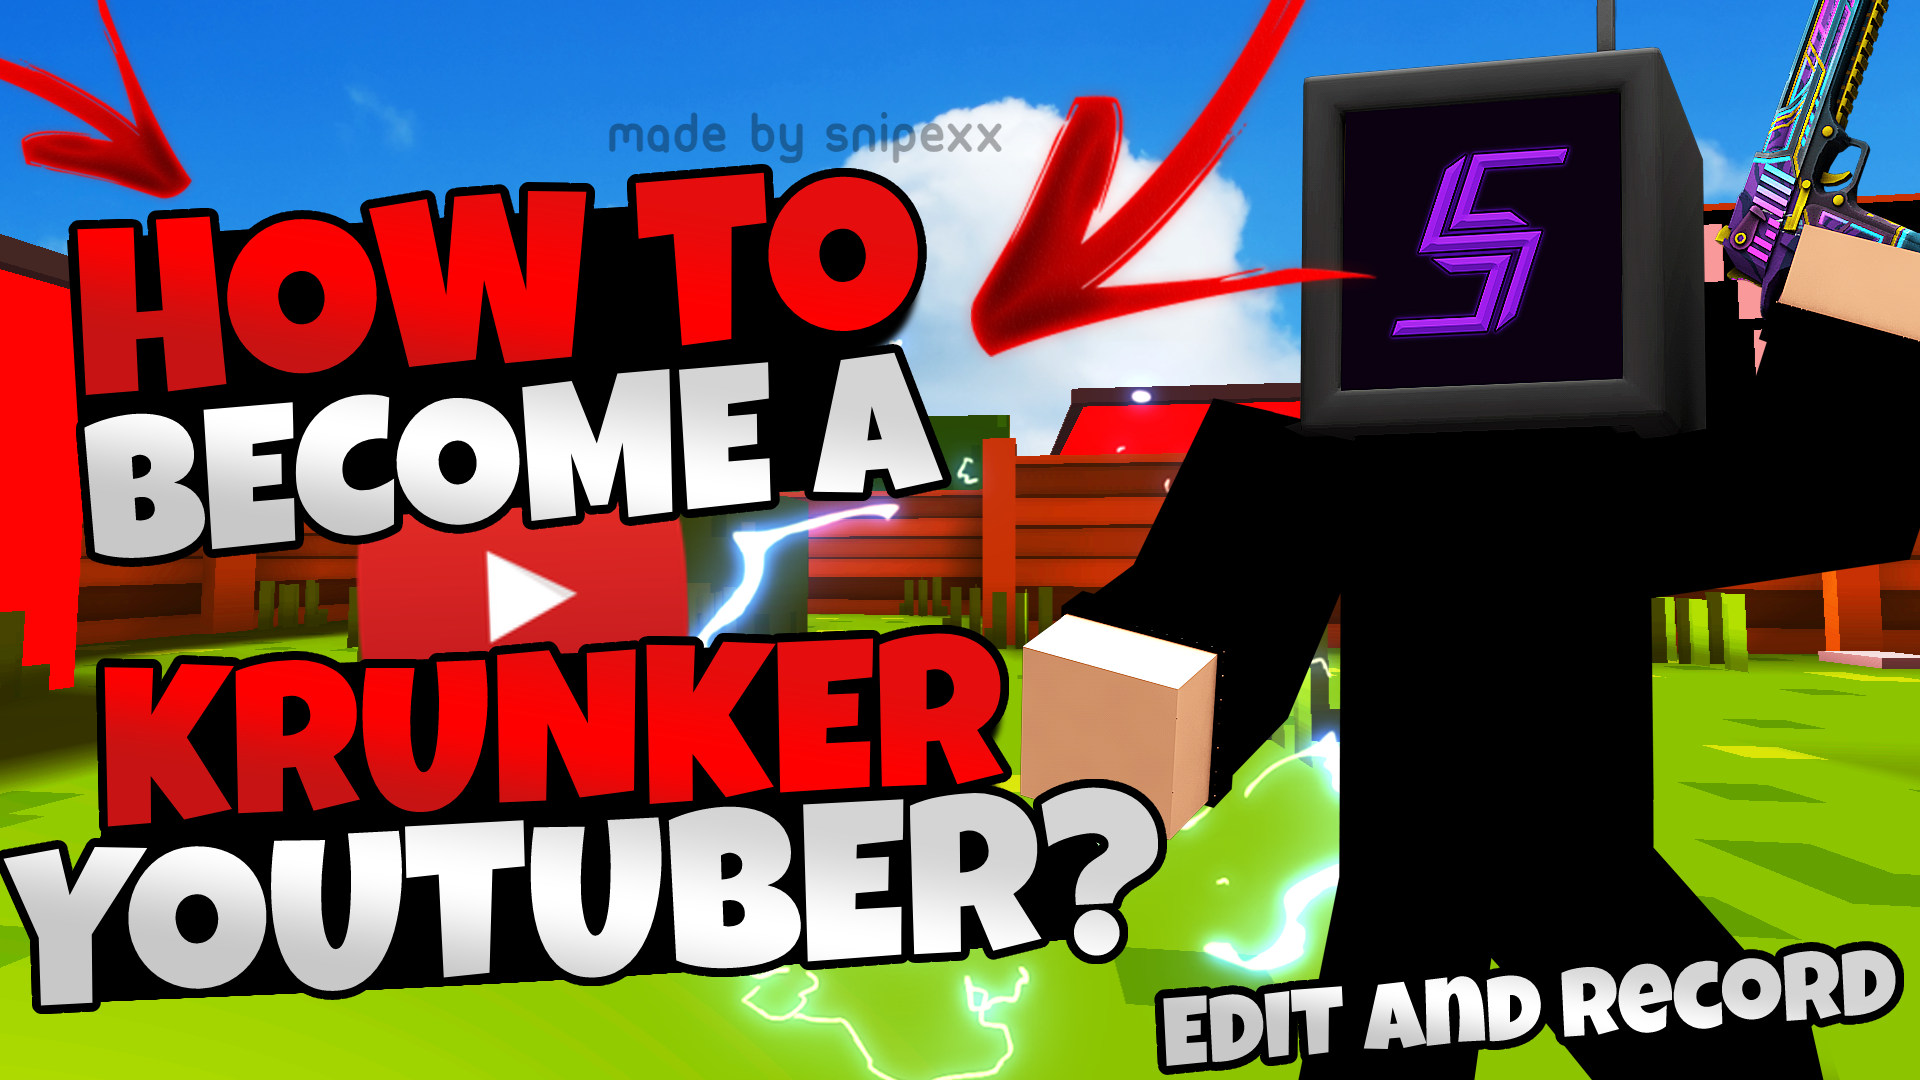 made by snipexx
HOW TO
BECOME A
KRUNKER
YOUTUBER?
S
EDIT AND RECORD